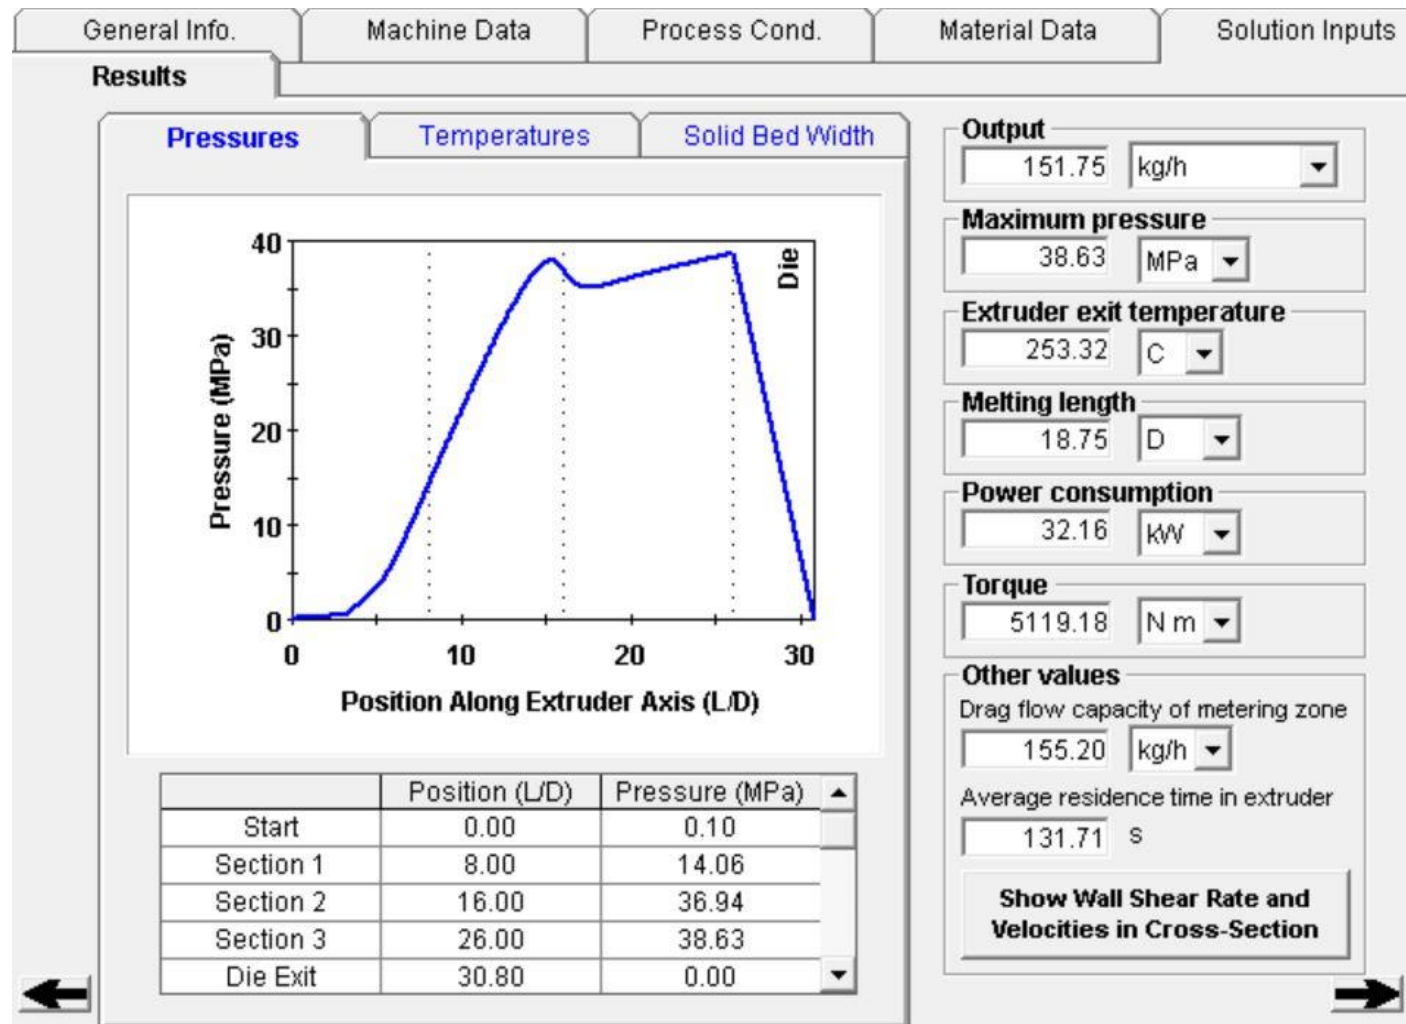 General Info. Machine Data Process Cond. Material Data Solution Inputs
Results
Pressures Temperatures Solid Bed Width
40
30
20
10
0
Pressure (MPa)
Die
0 10 20 30
Position Along Extruder Axis (L/D)
Position (L/D) Pressure (MPa)
Start 0.00 0.10
Section 1 8.00 14.06
Section 2 16.00 36.94
Section 3 26.00 38.63
Die Exit 30.80 0.00
Output
151.75 kg/h
Maximum pressure
38.63 MPa
Extruder exit temperature
253.32 C
Melting length
18.75 D
Power consumption
32.16 kW
Torque
5119.18 N m
Other values
Drag flow capacity of metering zone
155.20 kg/h
Average residence time in extruder
131.71 s
Show Wall Shear Rate and
Velocities in Cross-Section